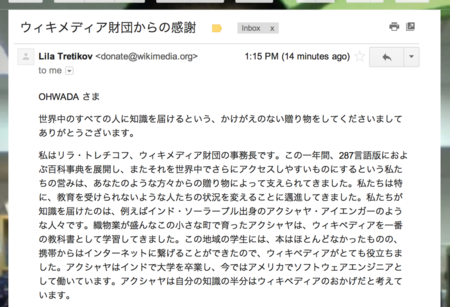 ウィキメディア財団からの感謝
Inbox x
Lila Tretikov <donate@wikimedia.org>
1:15 PM (14 minutes ago)
to me
OHWADA さま
世界中のすべての人に知識を届けるという、かけがえのない贈り物をしてくださいまして
ありがとうございます。
私はリラ・トレチコフ、ウィキメディア財団の事務長です。この一年間、287言語版におよ
ぶ百科事典を展開し、またそれを世界中でさらにアクセスしやすいものにするという私た
ちの営みは、あなたのような方々からの贈り物によって支えられてきました。私たちは特
に、教育を受けられないような人たちの状況を変えることに邁進してきました。私たちが
知識を届けたのは、例えばインド・ソーラープル出身のアクシャヤ・アイエンガーのよう
な人々です。織物業が盛んなこの小さな町で育ったアクシャヤは、ウィキペディアを一番
の教科書として学習してきました。この地域の学生には、本はほとんどなかったものの、
携帯からはインターネットに繋げることができたので、ウィキペディアがとても役立ちま
した。アクシャヤはインドで大学を卒業し、今ではアメリカでソフトウェアエンジニアと
して働いています。アクシャヤは自分の知識の半分はウィキペディアのおかげだと考えて
います。